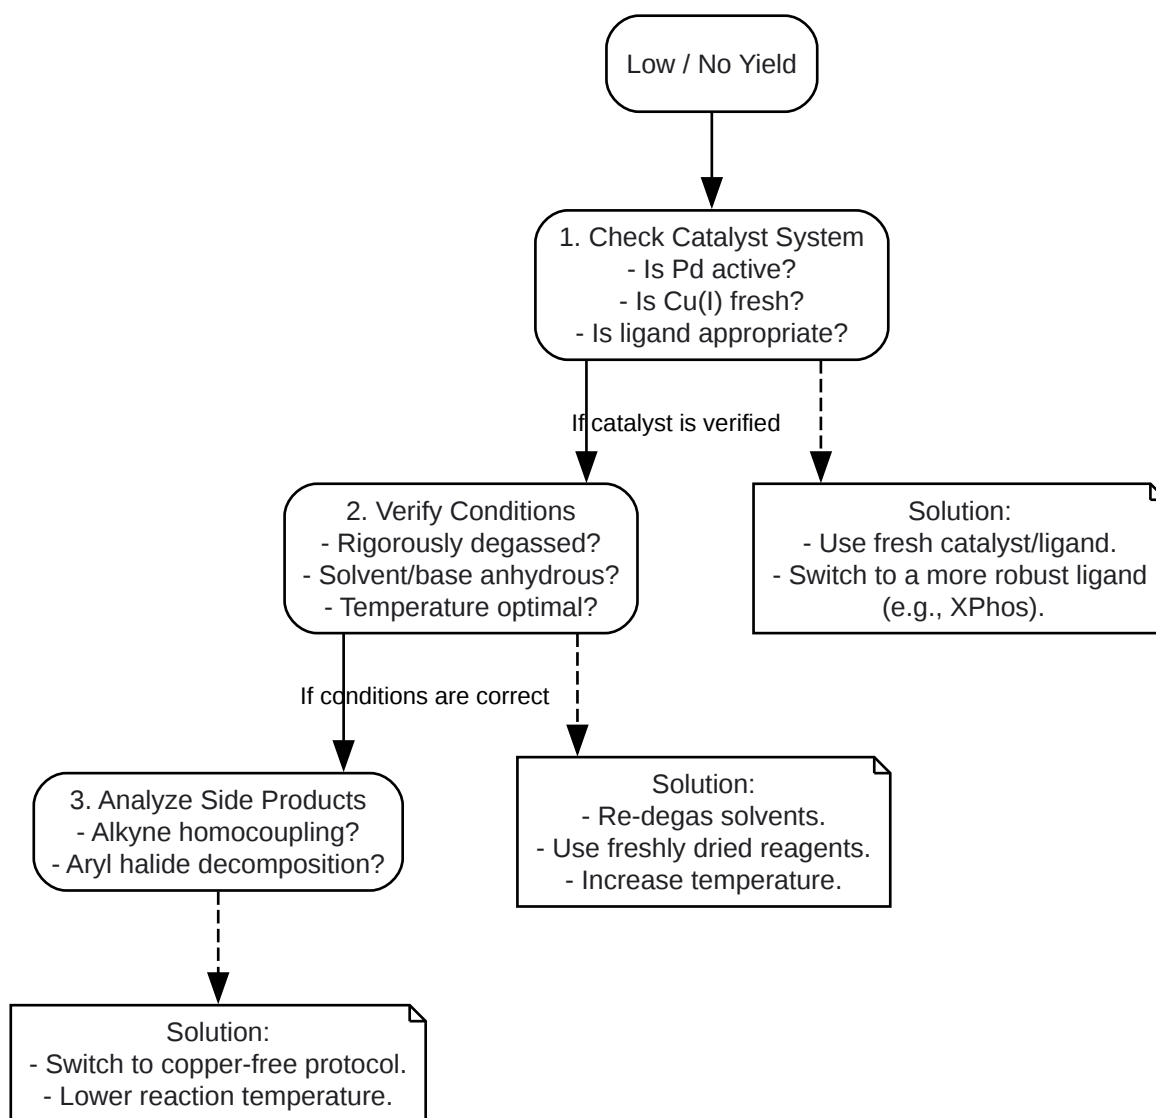 Low / No Yield
1. Check Catalyst System
- Is Pd active?
- Is Cu(I) fresh?
- Is ligand appropriate?
If catalyst is verified
2. Verify Conditions
- Rigorously degassed?
- Solvent/base anhydrous?
- Temperature optimal?
Solution:
- Use fresh catalyst/ligand.
- Switch to a more robust ligand
(e.g., XPhos).
If conditions are correct
3. Analyze Side Products
- Alkyne homocoupling?
- Aryl halide decomposition?
Solution:
- Re-degas solvents.
- Use freshly dried reagents.
- Increase temperature.
Solution:
- Switch to copper-free protocol.
- Lower reaction temperature.